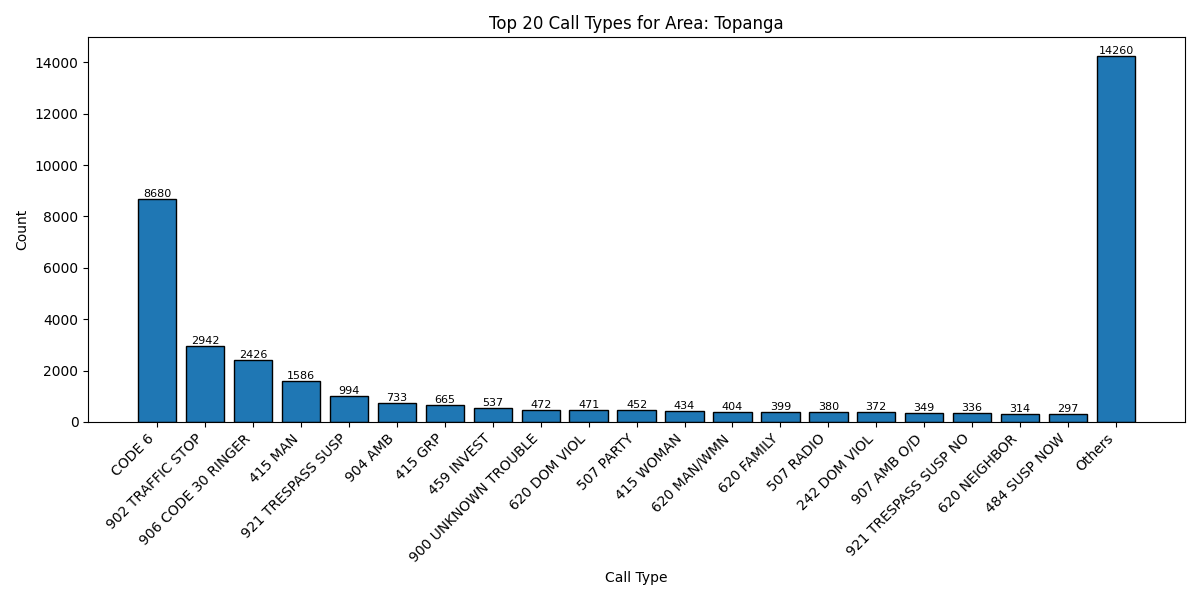 Top 20 Call Types for Area: Topanga
Count
14000
12000
10000
8000
6000
4000
2000
0
8680
2942
2426
1586
994
733
665
537
472
471
452
434
404
399
380
372
349
336
314
297
14260
CODE 6
902 TRAFFIC STOP
906 CODE 30 RINGER
415 MAN
921 TRESPASS SUSP
904 AMB
415 GRP
459 INVEST
900 UNKNOWN TROUBLE
620 DOM VIOL
507 PARTY
415 WOMAN
620 MAN/WMN
620 FAMILY
507 RADIO
242 DOM VIOL
907 AMB O/D
921 TRESPASS SUSP NO
620 NEIGHBOR
484 SUSP NOW
Others
Call Type